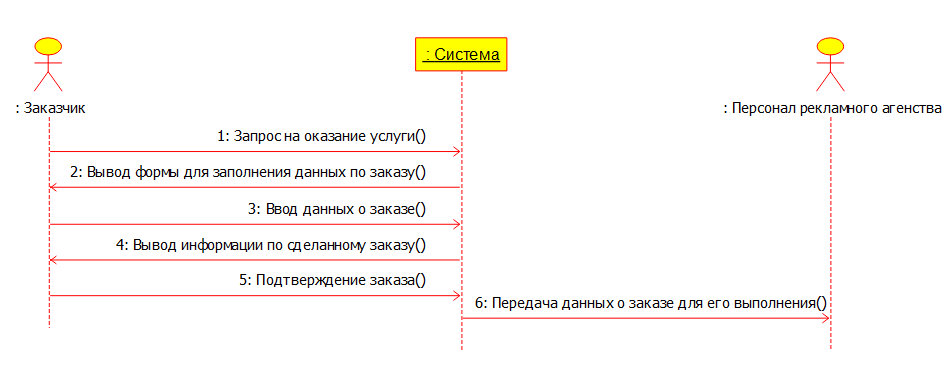 : Система
: Заказчик
: Персонал рекламного агенства
1: Запрос на оказание услуги()
2: Вывод формы для заполнения данных по заказу()
3: Ввод данных о заказе()
4: Вывод информации по сделанному заказу()
5: Подтверждение заказа()
6: Передача данных о заказе для его выполнения()